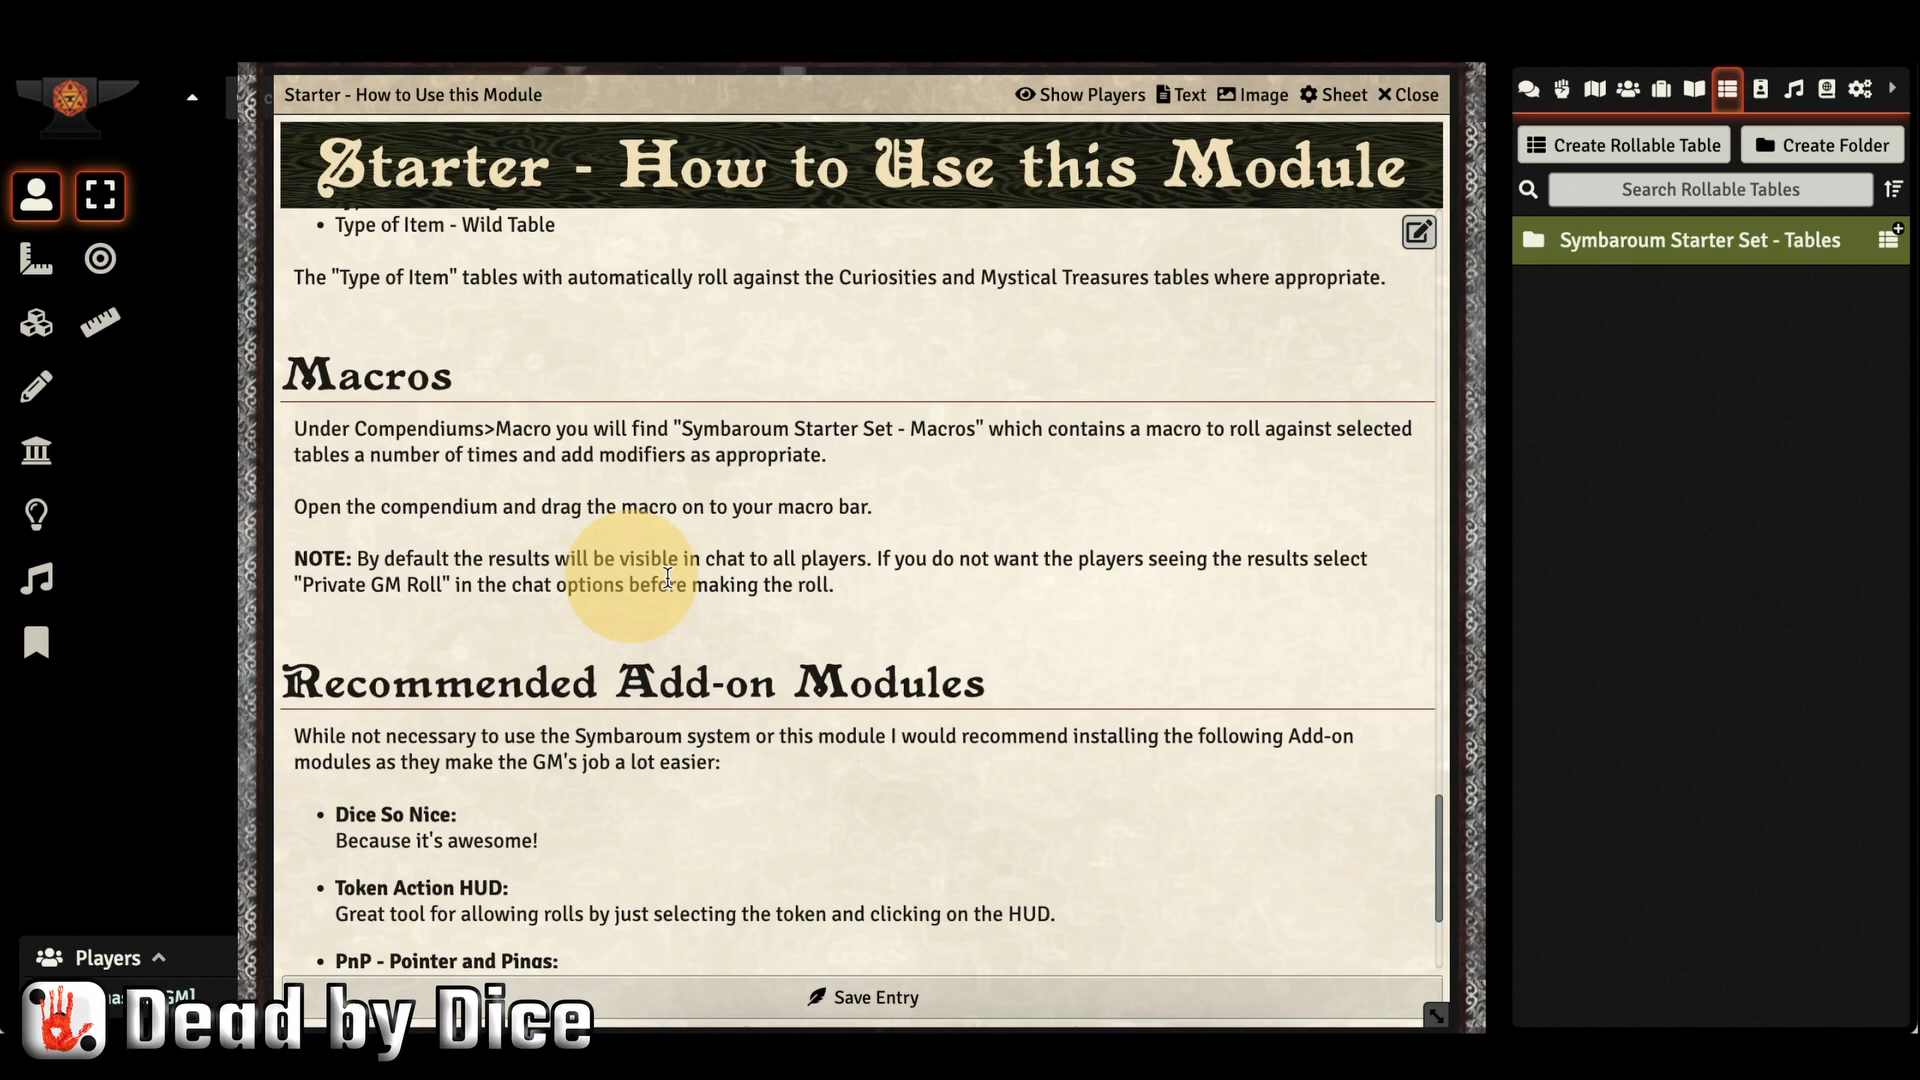 Starter - How to Use this Module
Show Players Text Image Sheet Close
Starter - How to Use this Module
• Type of Item - Wild Table
The "Type of Item" tables with automatically roll against the Curiosities and Mystical Treasures tables where appropriate.
Macros
Under Compendiums>Macro you will find "Symbaroum Starter Set - Macros" which contains a macro to roll against selected
tables a number of times and add modifiers as appropriate.
Open the compendium and drag the macro on to your macro bar.
NOTE: By default the results will be visible in chat to all players. If you do not want the players seeing the results select
"Private GM Roll" in the chat options before making the roll.
Recommended Add-on Modules
While not necessary to use the Symbaroum system or this module I would recommend installing the following Add-on
modules as they make the GM's job a lot easier:
• Dice So Nice:
Because it's awesome!
• Token Action HUD:
Great tool for allowing rolls by just selecting the token and clicking on the HUD.
• PnP - Pointer and Pings:
Save Entry
Create Rollable Table Create Folder
Search Rollable Tables
Symbaroum Starter Set - Tables
Players
GM]
Dead by Dice